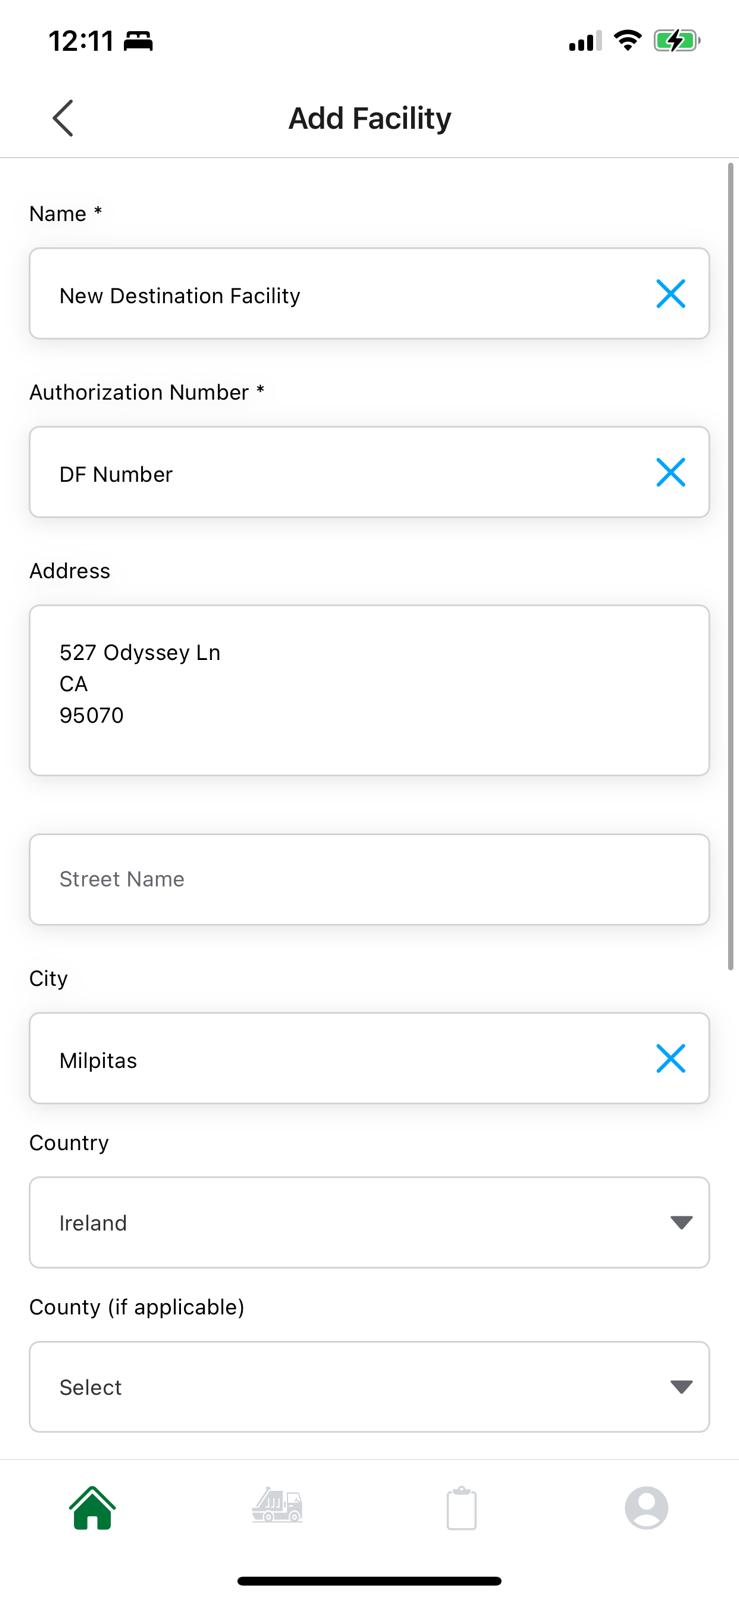 12:11
Add Facility
Name *
New Destination Facility
Authorization Number *
DF Number
Address
527 Odyssey Ln
CA
95070
Street Name
City
Milpitas
Country
Ireland
County (if applicable)
Select